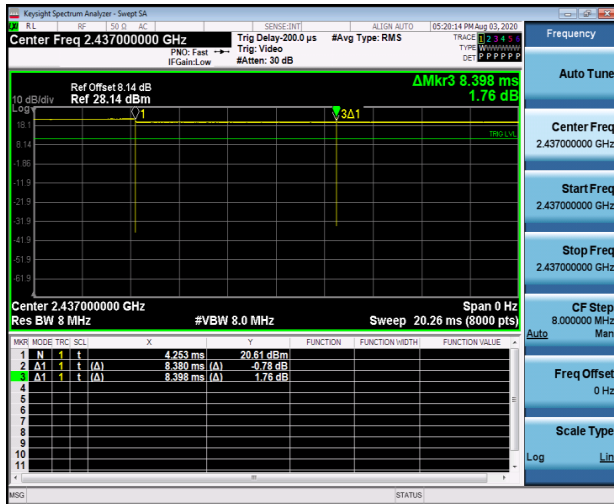 Keysight Spectrum Analyzer - Swept SA
RL RF 50 Ω AC SENSE:INT ALIGN AUTO 05:20:14 PM Aug 03, 2020
Center Freq 2.437000000 GHz
PNO: Fast
IFGain:Low
Trig Delay-200.0 µs
Trig: Video
#Atten: 30 dB
#Avg Type: RMS
TRACE 1 2 3 4 5 6
TYPE WWWWWW
DET P P P P P P
Frequency
Ref Offset 8.14 dB
10 dB/div Ref 28.14 dBm
Log
ΔMkr3 8.398 ms
1.76 dB
1
3Δ1
18.1
TRIG LVL
8.14
-1.86
-11.9
-21.9
-31.9
-41.9
-51.9
-61.9
Center 2.437000000 GHz
Span 0 Hz
Res BW 8 MHz
#VBW 8.0 MHz
Sweep 20.26 ms (8000 pts)
MKR MODE TRC SCL X Y FUNCTION FUNCTION WIDTH FUNCTION VALUE
1 N 1 t 4.253 ms 20.61 dBm
2 Δ1 1 t (Δ) 8.380 ms (Δ) -0.78 dB
3 Δ1 1 t (Δ) 8.398 ms (Δ) 1.76 dB
4
5
6
7
8
9
10
11
MSG
STATUS
Auto Tune
Center Freq
2.437000000 GHz
Start Freq
2.437000000 GHz
Stop Freq
2.437000000 GHz
CF Step
8.000000 MHz
Auto Man
Freq Offset
0 Hz
Scale Type
Log Lin